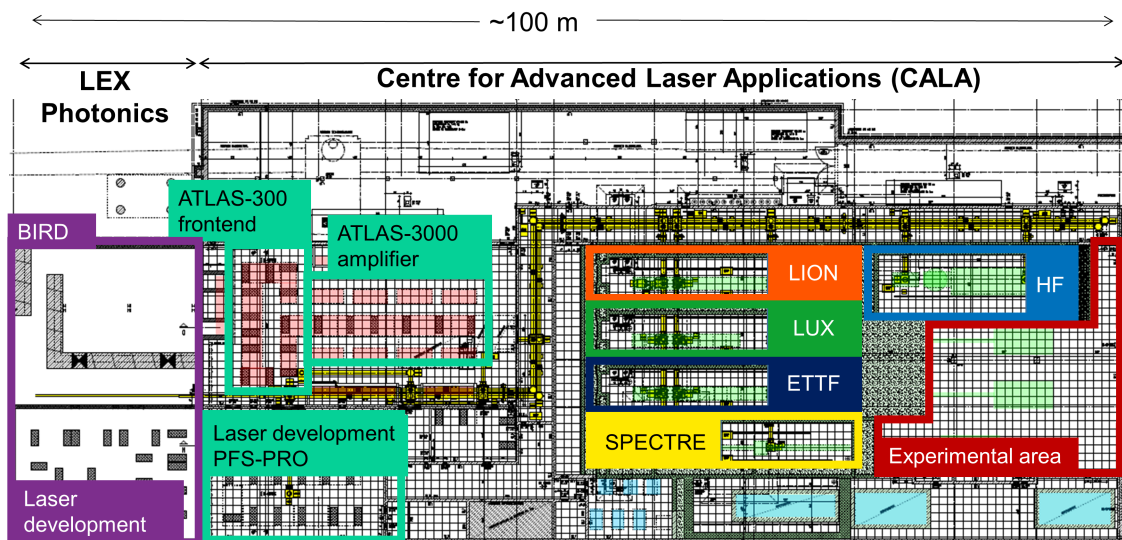 ~100 m
LEX
Photonics
Centre for Advanced Laser Applications (CALA)
ATLAS-300
frontend
BIRD
ATLAS-3000
amplifier
LION
HF
LUX
ETTF
SPECTRE
Laser development
PFS-PRO
Experimental area
Laser
development